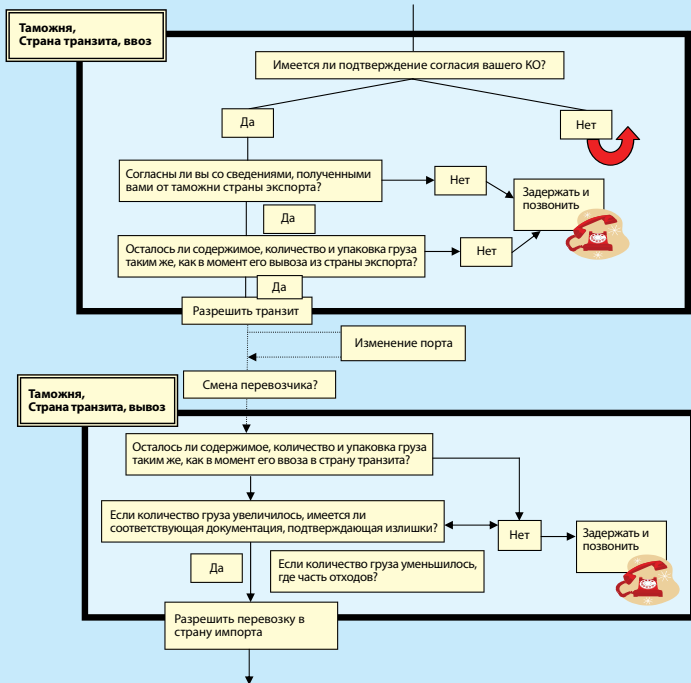 Таможня,
Страна транзита, ввоз
Имеется ли подтверждение согласия вашего КО?
Да
Нет
Согласны ли вы со сведениями, полученными
вами от таможни страны экспорта?
Нет
Задержать и
позвонить
Да
Осталось ли содержимое, количество и упаковка груза
таким же, как в момент его вывоза из страны экспорта?
Нет
Да
Разрешить транзит
Изменение порта
Смена перевозчика?
Таможня,
Страна транзита, вывоз
Осталось ли содержимое, количество и упаковка груза
таким же, как в момент его ввоза в страну транзита?
Если количество груза увеличилось, имеется ли
соответствующая документация, подтверждающая излишки?
Нет
Задержать и
позвонить
Да
Если количество груза уменьшилось,
где часть отходов?
Разрешить перевозку в
страну импорта